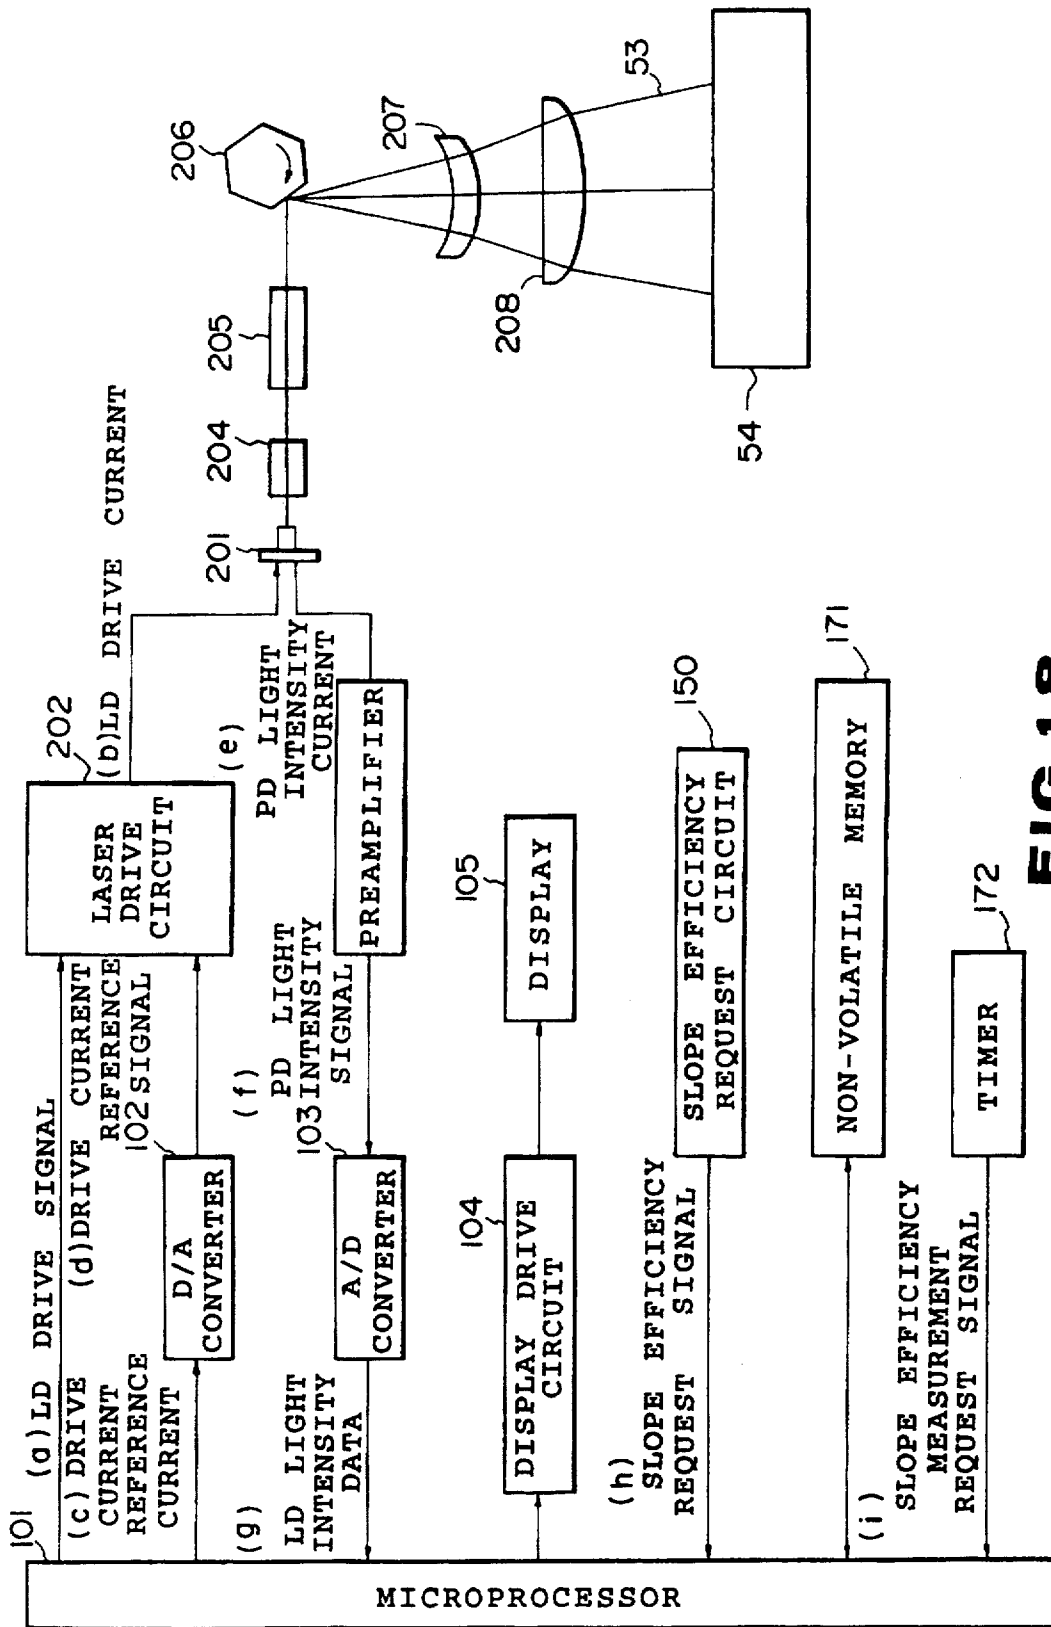 101
MICROPROCESSOR
(a)LD DRIVE SIGNAL
(c)DRIVE
CURRENT
REFERENCE
CURRENT
D/A
CONVERTER
102
(d)DRIVE CURRENT
REFERENCE
SIGNAL
LASER
DRIVE
CIRCUIT
202
(b)LD DRIVE CURRENT
(e)
PD LIGHT
INTENSITY
CURRENT
PREAMPLIFIER
(f)
PD LIGHT
INTENSITY
SIGNAL
103
A/D
CONVERTER
(g)
LD LIGHT
INTENSITY
DATA
201
204
205
206
207
208
53
54
DISPLAY DRIVE
CIRCUIT
104
DISPLAY
105
(h)
SLOPE EFFICIENCY
REQUEST SIGNAL
SLOPE EFFICIENCY
REQUEST CIRCUIT
150
NON-VOLATILE MEMORY
171
(i)
SLOPE EFFICIENCY
MEASUREMENT
REQUEST SIGNAL
TIMER
172